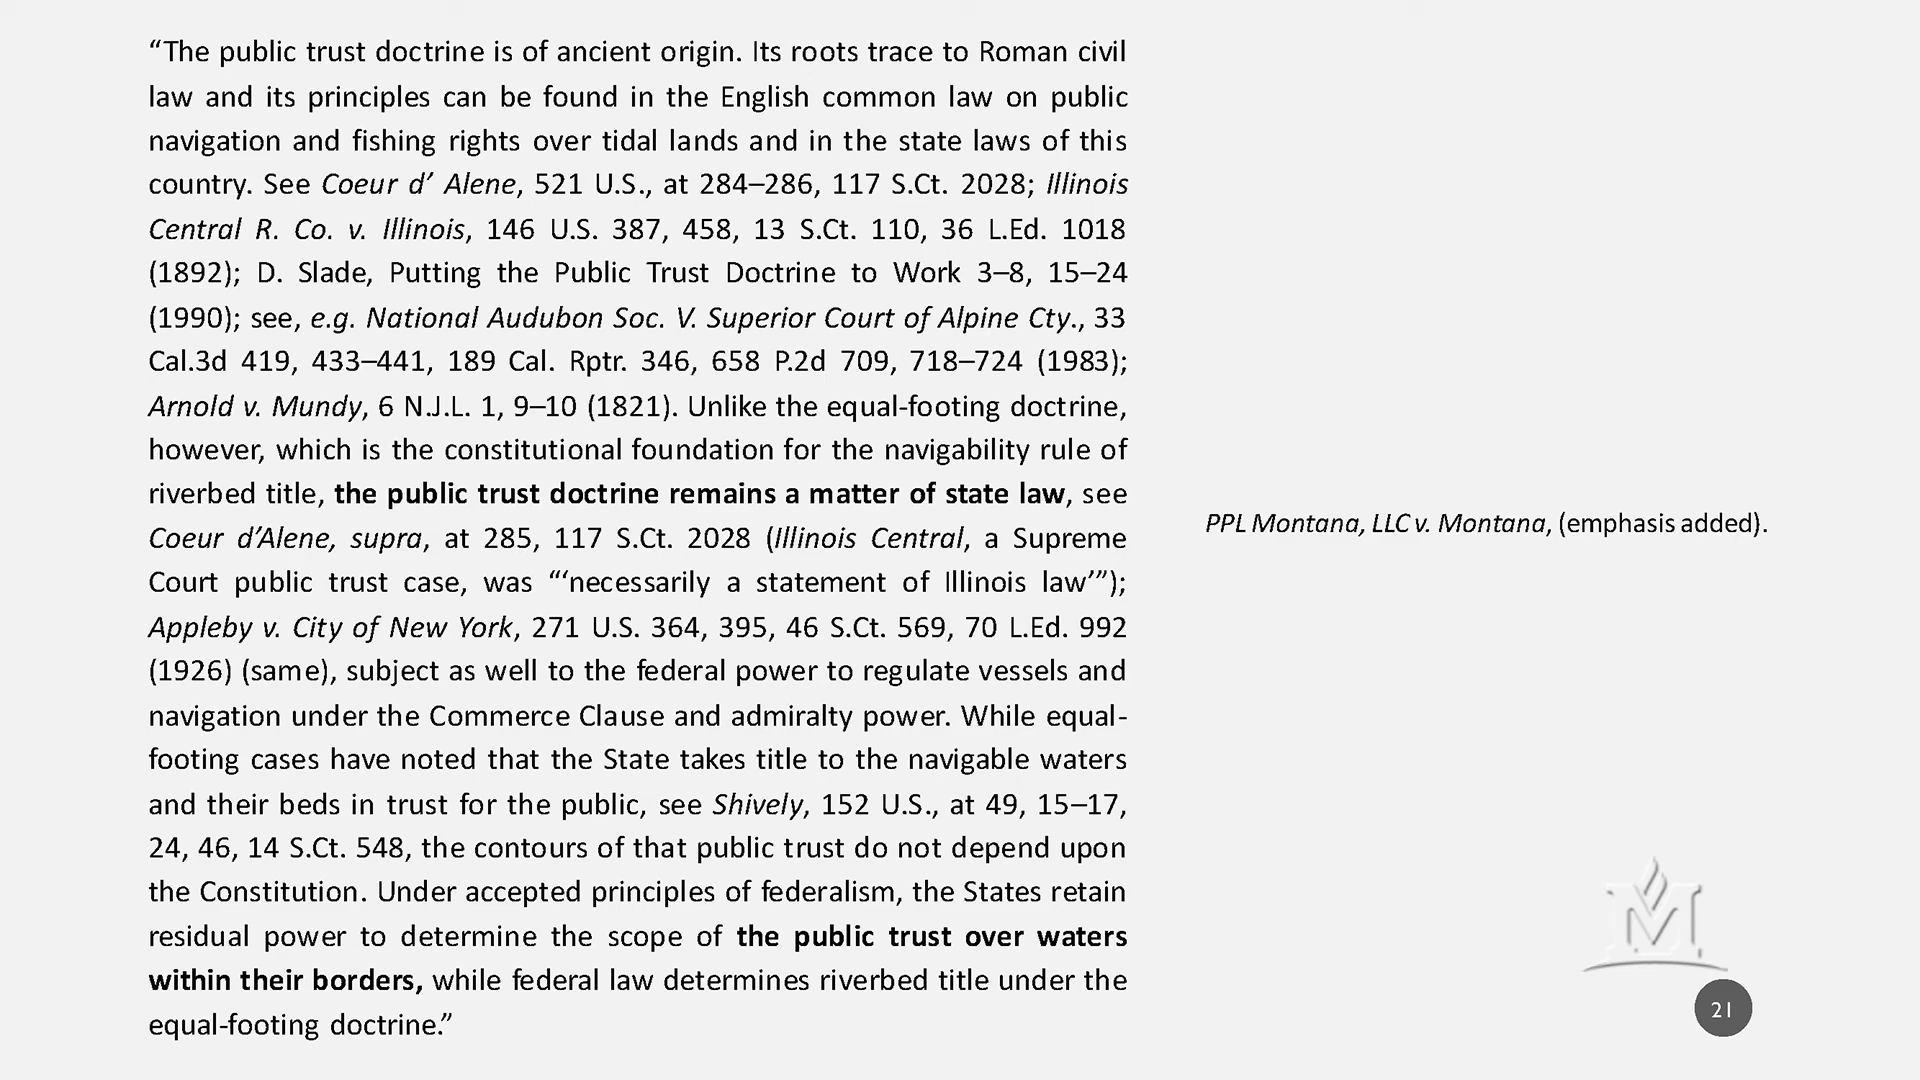 “The public trust doctrine is of ancient origin. Its roots trace to Roman civil
law and its principles can be found in the English common law on public
navigation and fishing rights over tidal lands and in the state laws of this
country. See Coeur d’ Alene, 521 U.S., at 284–286, 117 S.Ct. 2028; Illinois
Central R. Co. v. Illinois, 146 U.S. 387, 458, 13 S.Ct. 110, 36 L.Ed. 1018
(1892); D. Slade, Putting the Public Trust Doctrine to Work 3–8, 15–24
(1990); see, e.g. National Audubon Soc. V. Superior Court of Alpine Cty., 33
Cal.3d 419, 433–441, 189 Cal. Rptr. 346, 658 P.2d 709, 718–724 (1983);
Arnold v. Mundy, 6 N.J.L. 1, 9–10 (1821). Unlike the equal-footing doctrine,
however, which is the constitutional foundation for the navigability rule of
riverbed title, the public trust doctrine remains a matter of state law, see
Coeur d’Alene, supra, at 285, 117 S.Ct. 2028 (Illinois Central, a Supreme
Court public trust case, was “‘necessarily a statement of Illinois law’”);
Appleby v. City of New York, 271 U.S. 364, 395, 46 S.Ct. 569, 70 L.Ed. 992
(1926) (same), subject as well to the federal power to regulate vessels and
navigation under the Commerce Clause and admiralty power. While equal-
footing cases have noted that the State takes title to the navigable waters
and their beds in trust for the public, see Shively, 152 U.S., at 49, 15–17,
24, 46, 14 S.Ct. 548, the contours of that public trust do not depend upon
the Constitution. Under accepted principles of federalism, the States retain
residual power to determine the scope of the public trust over waters
within their borders, while federal law determines riverbed title under the
equal-footing doctrine.”
PPL Montana, LLC v. Montana, (emphasis added).
M
21